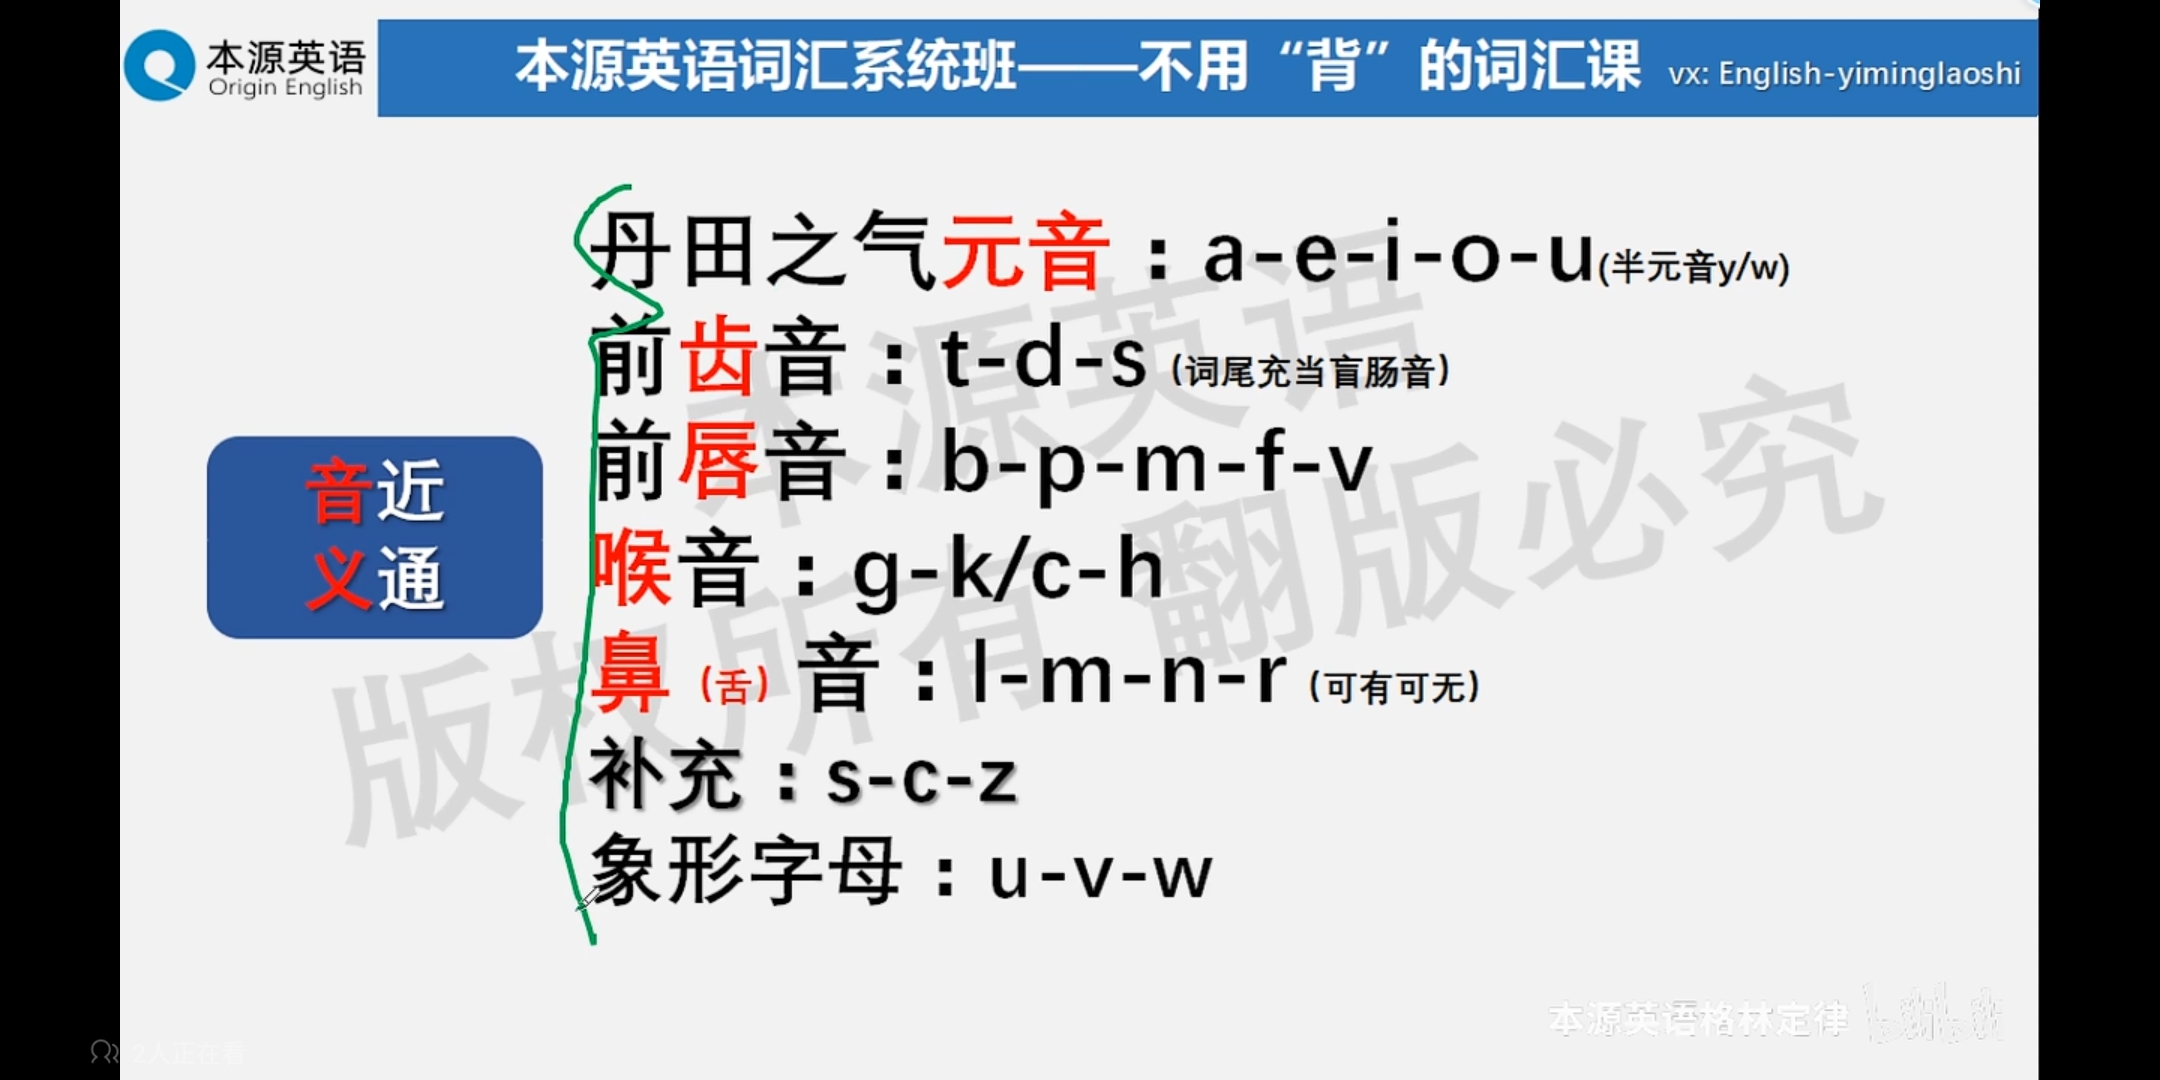 本源英语
Origin English
本源英语词汇系统班——不用“背”的词汇课 vx: English-yiminglaoshi
丹田之气元音：a-e-i-o-u(半元音y/w)
前齿音：t-d-s（词尾充当盲肠音）
前唇音：b-p-m-f-v
音近
义通
喉音：g-k/c-h
鼻（舌）音：l-m-n-r（可有可无）
补充：s-c-z
象形字母：u-v-w
本源英语
版权所有 翻版必究
本源英语格林定律 bilibili
2人正在看